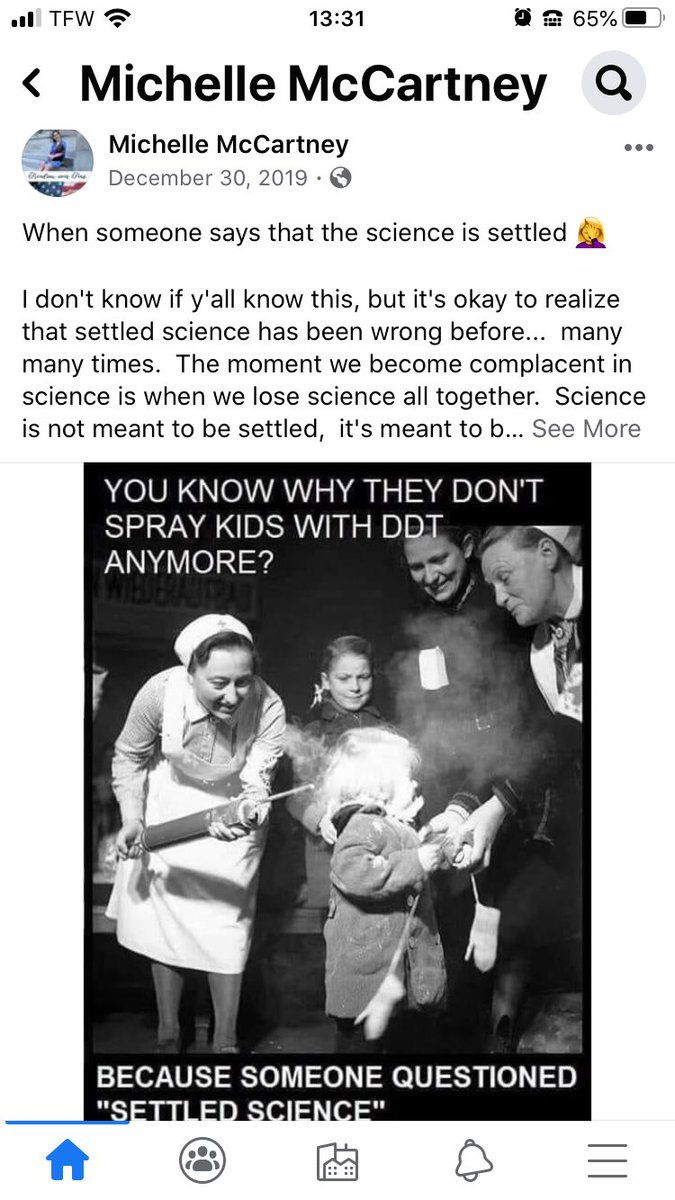 TFW 13:31 65%
Michelle McCartney
Michelle McCartney
December 30, 2019 ·
When someone says that the science is settled 🤦‍♀️
I don't know if y'all know this, but it's okay to realize
that settled science has been wrong before... many
many times. The moment we become complacent in
science is when we lose science all together. Science
is not meant to be settled, it's meant to b... See More
YOU KNOW WHY THEY DON'T
SPRAY KIDS WITH DDT
ANYMORE?
BECAUSE SOMEONE QUESTIONED
"SETTLED SCIENCE"